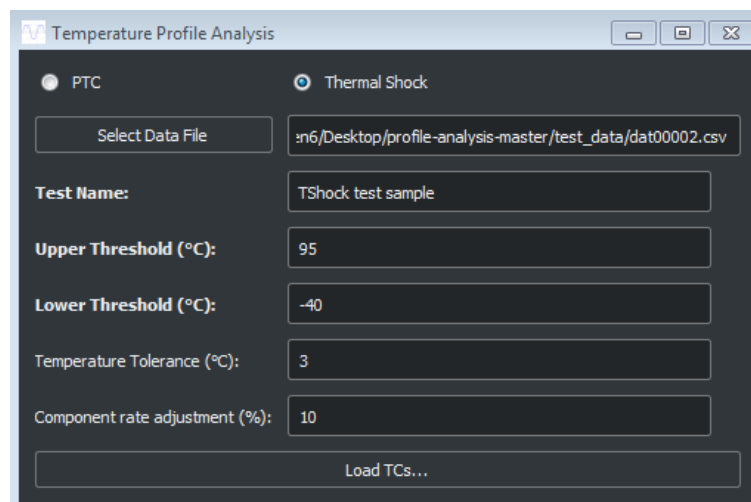 Temperature Profile Analysis
PTC Thermal Shock
Select Data File :n6/Desktop/profile-analysis-master/test_data/dat00002.csv
Test Name: TShock test sample
Upper Threshold (°C): 95
Lower Threshold (°C): -40
Temperature Tolerance (°C): 3
Component rate adjustment (%): 10
Load TCs...